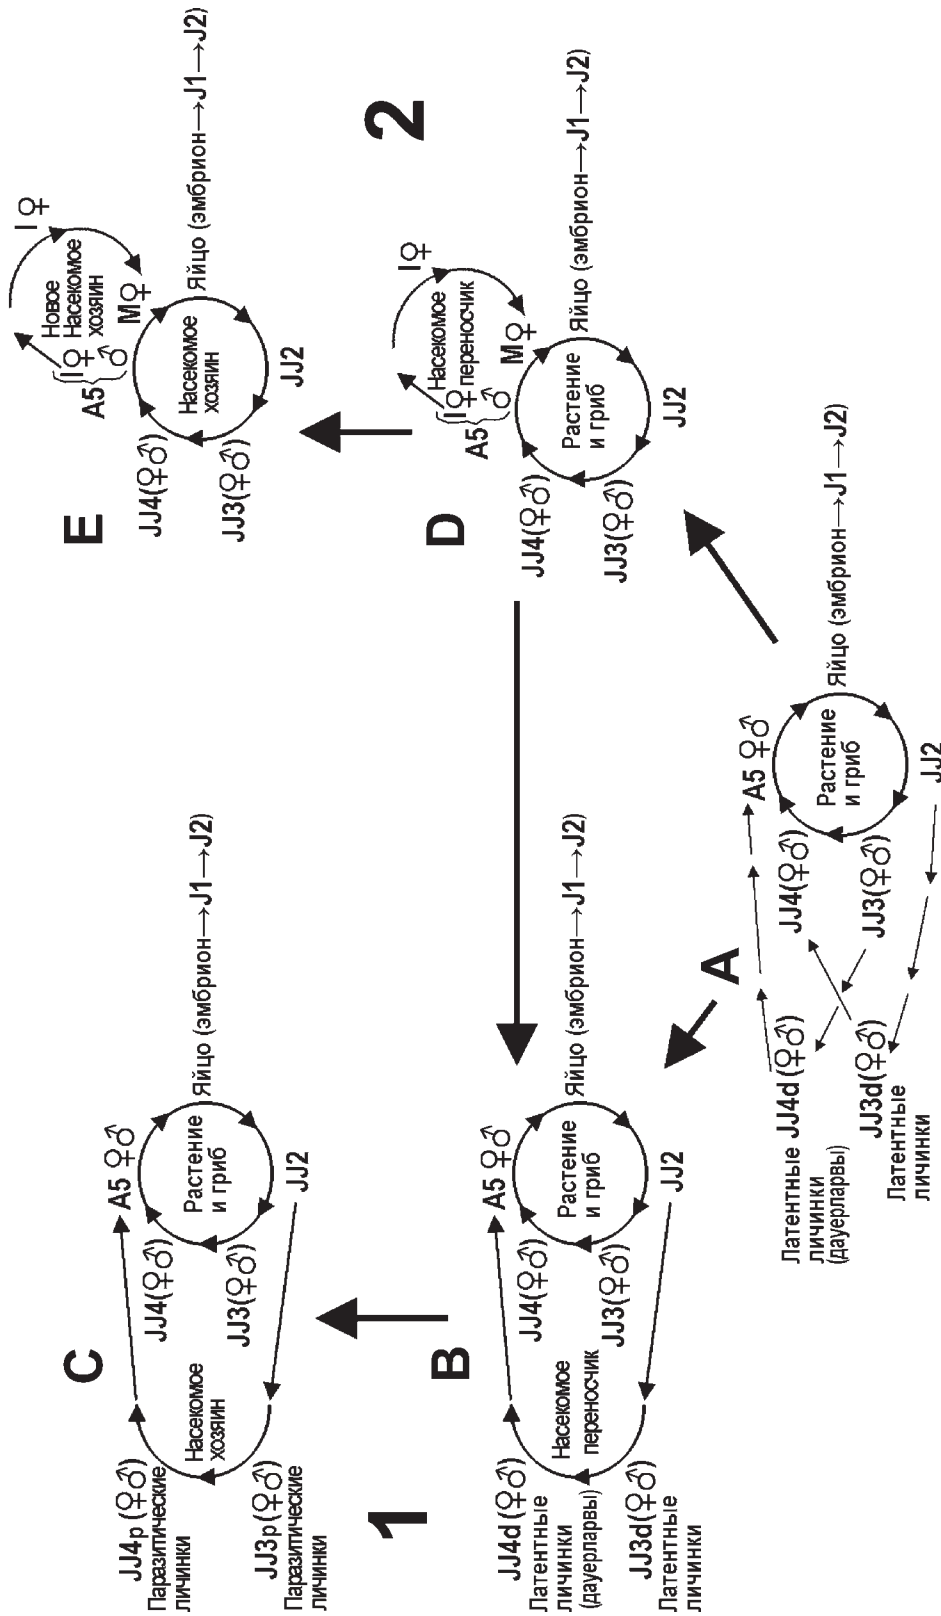 1
C
JJ4p (♀♂)
Паразитические
личинки
JJ3p (♀♂)
Паразитические
личинки
Насекомое
хозяин
A5 ♀♂
JJ4(♀♂)
JJ3(♀♂)
JJ2
Растение
и гриб
Яйцо (эмбрион→J1→J2)
B
JJ4d (♀♂)
Латентные
личинки
(дауерларвы)
JJ3d (♀♂)
Латентные
личинки
Насекомое
переносчик
A5 ♀♂
JJ4(♀♂)
JJ3(♀♂)
JJ2
Растение
и гриб
Яйцо (эмбрион→J1→J2)
A
Латентные JJ4d (♀♂)
личинки
(дауерларвы)
JJ3d (♀♂)
Латентные
личинки
A5 ♀♂
JJ4(♀♂)
JJ3(♀♂)
JJ2
Растение
и гриб
Яйцо (эмбрион→J1→J2)
2
E
A5
I♀
♂
Новое
Насекомое
хозяин
I♀
M♀
JJ4(♀♂)
JJ3(♀♂)
JJ2
Насекомое
хозяин
Яйцо (эмбрион→J1→J2)
D
A5
I♀
♂
Насекомое
переносчик
I♀
M♀
JJ4(♀♂)
JJ3(♀♂)
JJ2
Растение
и гриб
Яйцо (эмбрион→J1→J2)